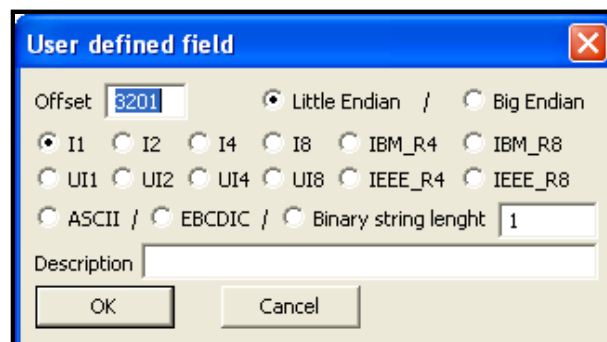 User defined field
Offset 3201 Little Endian / Big Endian
I1 I2 I4 I8 IBM_R4 IBM_R8
UI1 UI2 UI4 UI8 IEEE_R4 IEEE_R8
ASCII / EBCDIC / Binary string lenght 1
Description
OK Cancel